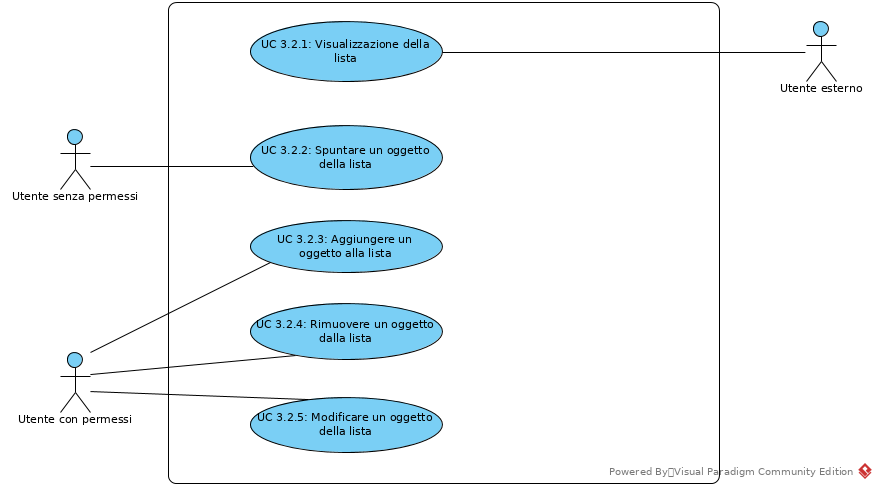 UC 3.2.1: Visualizzazione della
lista
Utente esterno
UC 3.2.2: Spuntare un oggetto
della lista
Utente senza permessi
UC 3.2.3: Aggiungere un
oggetto alla lista
UC 3.2.4: Rimuovere un oggetto
dalla lista
Utente con permessi
UC 3.2.5: Modificare un oggetto
della lista
Powered By Visual Paradigm Community Edition